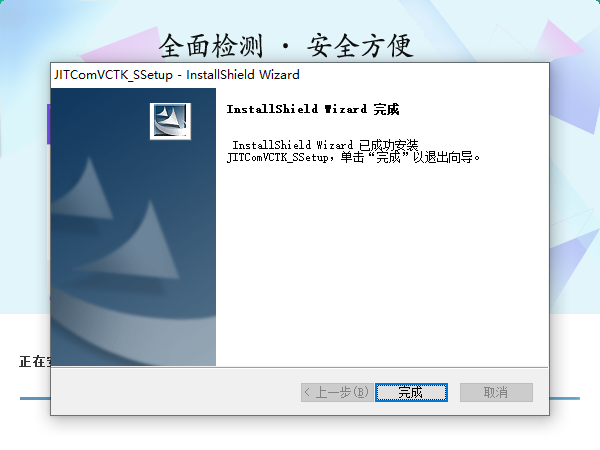 全面检测 · 安全方便
JITComVCTK_SSetup - InstallShield Wizard
InstallShield Wizard 完成
InstallShield Wizard 已成功安装
JITComVCTK_SSetup，单击“完成”以退出向导。
正在
< 上一步(B)
完成
取消